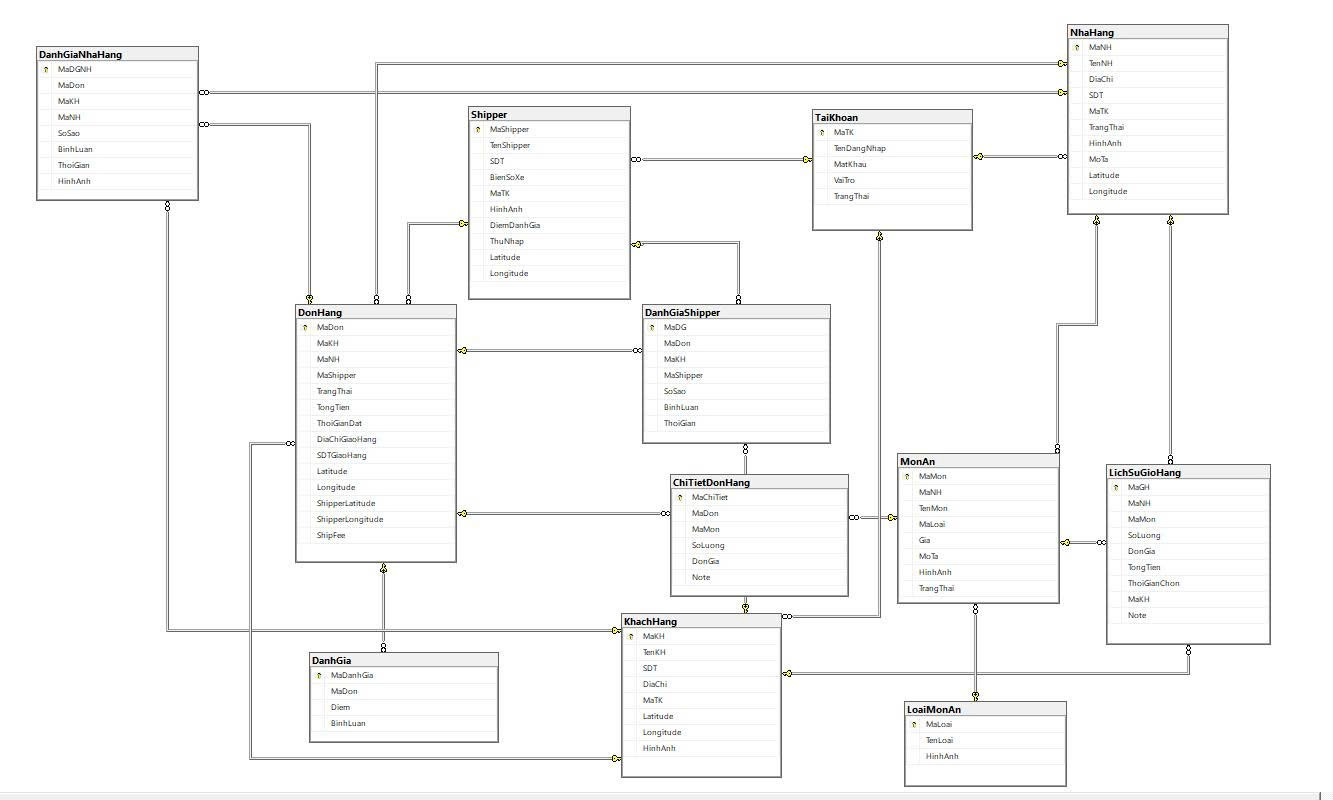 DanhGiaNhaHang
MaDGNH
MaDon
MaKH
MaNH
SoSao
BinhLuan
ThoiGian
HinhAnh
Shipper
MaShipper
TenShipper
SDT
BienSoXe
MaTK
HinhAnh
DiemDanhGia
ThuNhap
Latitude
Longitude
TaiKhoan
MaTK
TenDangNhap
MatKhau
VaiTro
TrangThai
NhaHang
MaNH
TenNH
DiaChi
SDT
MaTK
TrangThai
HinhAnh
MoTa
Latitude
Longitude
DonHang
MaDon
MaKH
MaNH
MaShipper
TrangThai
TongTien
ThoiGianDat
DiaChiGiaoHang
SDTGiaoHang
Latitude
Longitude
ShipperLatitude
ShipperLongitude
ShipFee
DanhGiaShipper
MaDG
MaDon
MaKH
MaShipper
SoSao
BinhLuan
ThoiGian
ChiTietDonHang
MaChiTiet
MaDon
MaMon
SoLuong
DonGia
Note
MonAn
MaMon
MaNH
TenMon
MaLoai
Gia
MoTa
HinhAnh
TrangThai
LichSuGioHang
MaGH
MaNH
MaMon
SoLuong
DonGia
TongTien
ThoiGianChon
MaKH
Note
DanhGia
MaDanhGia
MaDon
Diem
BinhLuan
KhachHang
MaKH
TenKH
SDT
DiaChi
MaTK
Latitude
Longitude
HinhAnh
LoaiMonAn
MaLoai
TenLoai
HinhAnh